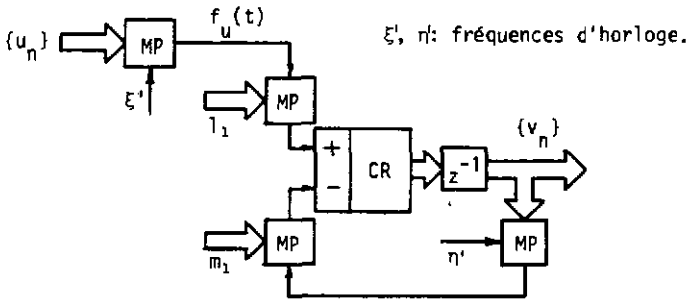 f_u(t)
{u_n} MP ξ', η': fréquences d'horloge.
ξ' MP
l_1
+ CR z^-1 {v_n}
-
m_1 MP η' MP